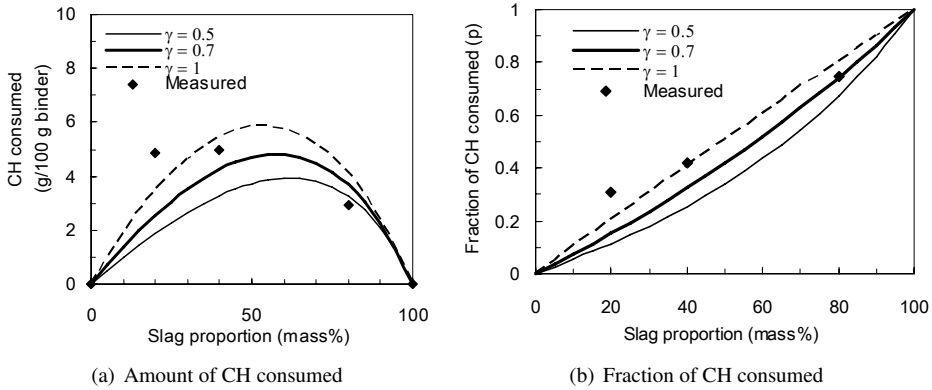 10
8
6
4
2
0
CH consumed
(g/100 g binder)
γ = 0.5
γ = 0.7
γ = 1
Measured
0 50 100
Slag proportion (mass%)
(a) Amount of CH consumed
1
0.8
0.6
0.4
0.2
0
Fraction of CH consumed (p)
γ = 0.5
γ = 0.7
γ = 1
Measured
0 20 40 60 80 100
Slag proportion (mass%)
(b) Fraction of CH consumed